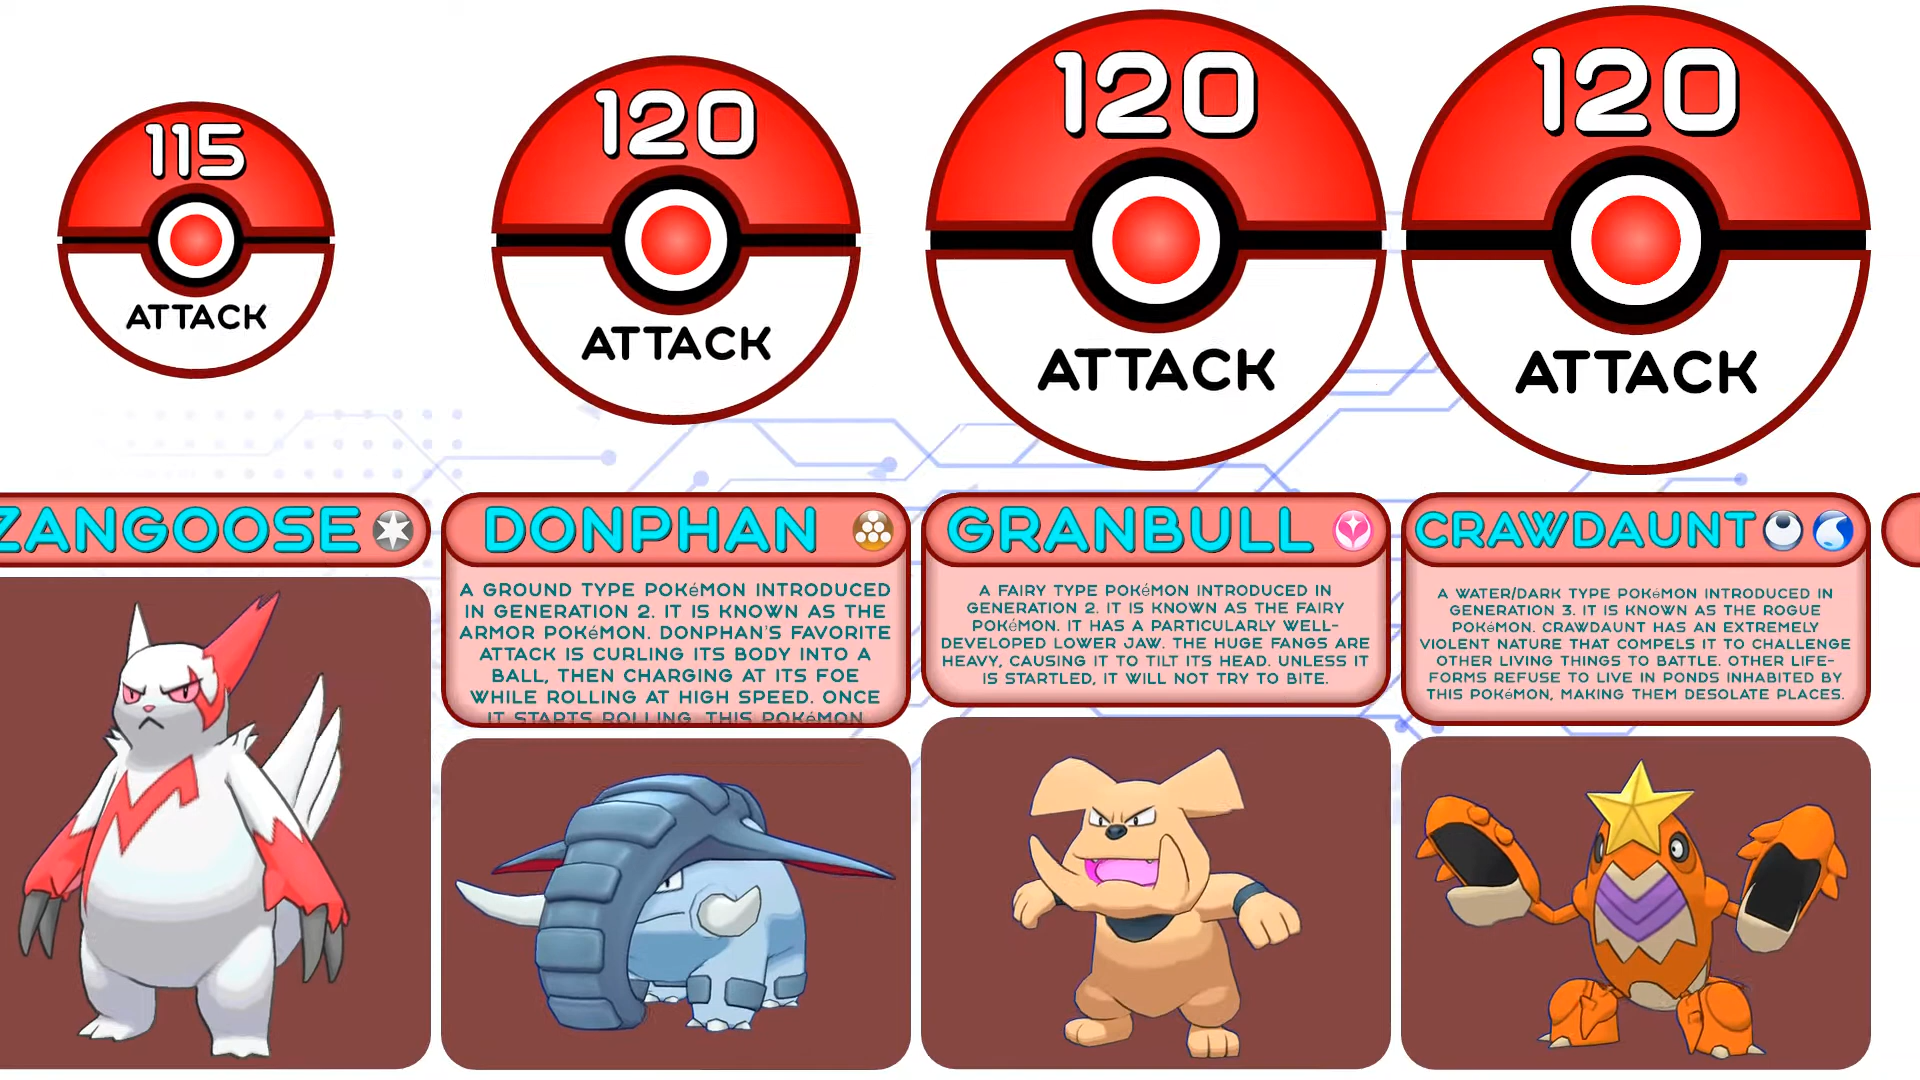 115
ATTACK
120
ATTACK
120
ATTACK
120
ATTACK
ZANGOOSE
DONPHAN
A GROUND TYPE POKéMON INTRODUCED
IN GENERATION 2. IT IS KNOWN AS THE
ARMOR POKéMON. DONPHAN'S FAVORITE
ATTACK IS CURLING ITS BODY INTO A
BALL, THEN CHARGING AT ITS FOE
WHILE ROLLING AT HIGH SPEED. ONCE
IT STARTS ROLLING, THIS POKéMON
GRANBULL
A FAIRY TYPE POKéMON INTRODUCED IN
GENERATION 2. IT IS KNOWN AS THE FAIRY
POKéMON. IT HAS A PARTICULARLY WELL-
DEVELOPED LOWER JAW. THE HUGE FANGS ARE
HEAVY, CAUSING IT TO TILT ITS HEAD. UNLESS IT
IS STARTLED, IT WILL NOT TRY TO BITE.
CRAWDAUNT
A WATER/DARK TYPE POKéMON INTRODUCED IN
GENERATION 3. IT IS KNOWN AS THE ROGUE
POKéMON. CRAWDAUNT HAS AN EXTREMELY
VIOLENT NATURE THAT COMPELS IT TO CHALLENGE
OTHER LIVING THINGS TO BATTLE. OTHER LIFE-
FORMS REFUSE TO LIVE IN PONDS INHABITED BY
THIS POKéMON, MAKING THEM DESOLATE PLACES.